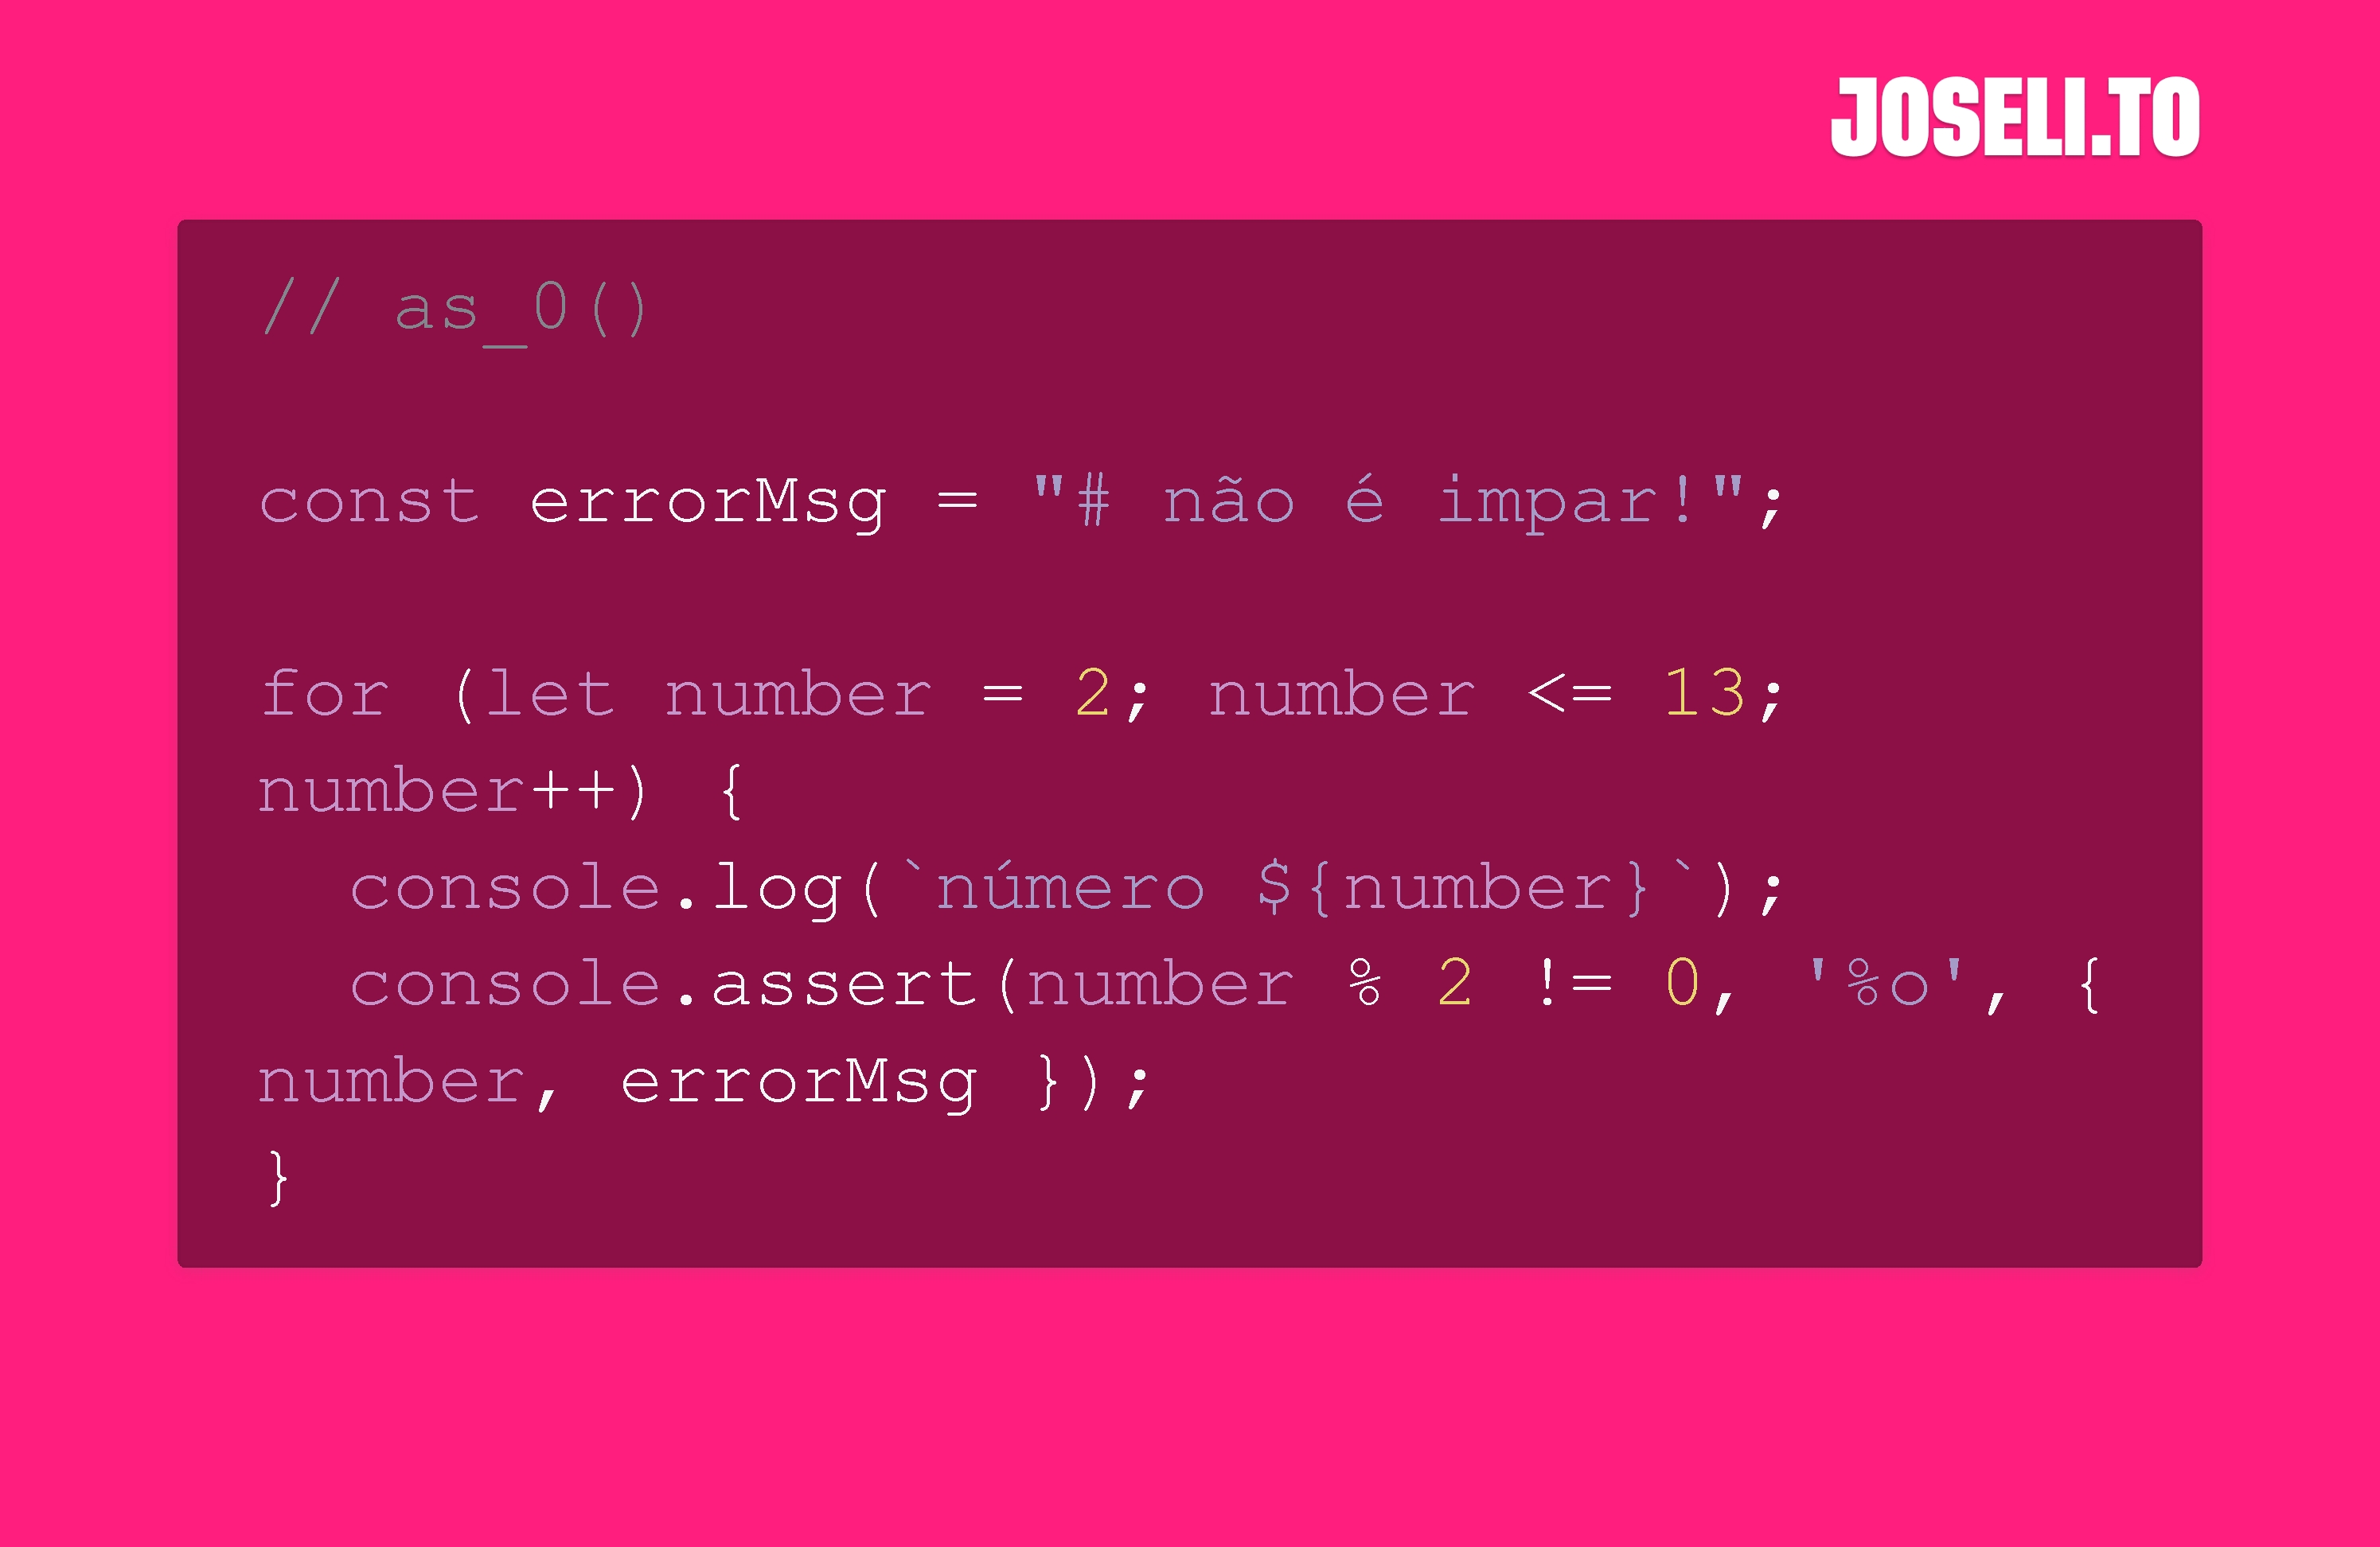 JOSELI.TO
// as_0()
const errorMsg = "# não é impar!";
for (let number = 2; number <= 13;
number++) {
  console.log(`número ${number}`);
  console.assert(number % 2 != 0, '%o', {
number, errorMsg });
}